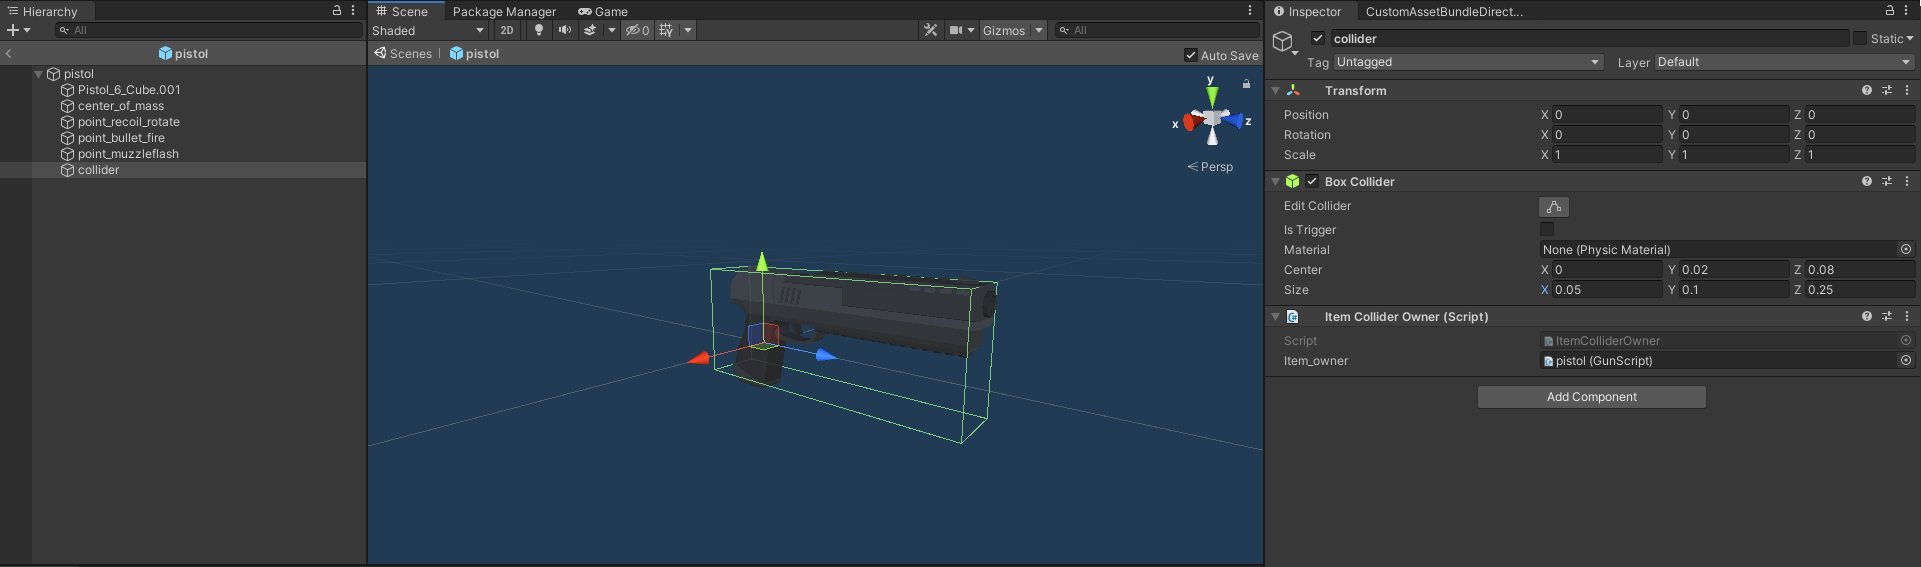 Hierarchy
All
pistol
pistol
Pistol_6_Cube.001
center_of_mass
point_recoil_rotate
point_bullet_fire
point_muzzleflash
collider
Scene Package Manager Game
Shaded 2D 0 Gizmos All
Scenes pistol Auto Save
y
x z
Persp
Inspector CustomAssetBundleDirect...
collider Static
Tag Untagged Layer Default
Transform
Position X 0 Y 0 Z 0
Rotation X 0 Y 0 Z 0
Scale X 1 Y 1 Z 1
Box Collider
Edit Collider
Is Trigger
Material None (Physic Material)
Center X 0 Y 0.02 Z 0.08
Size X 0.05 Y 0.1 Z 0.25
Item Collider Owner (Script)
Script ItemColliderOwner
Item_owner pistol (GunScript)
Add Component